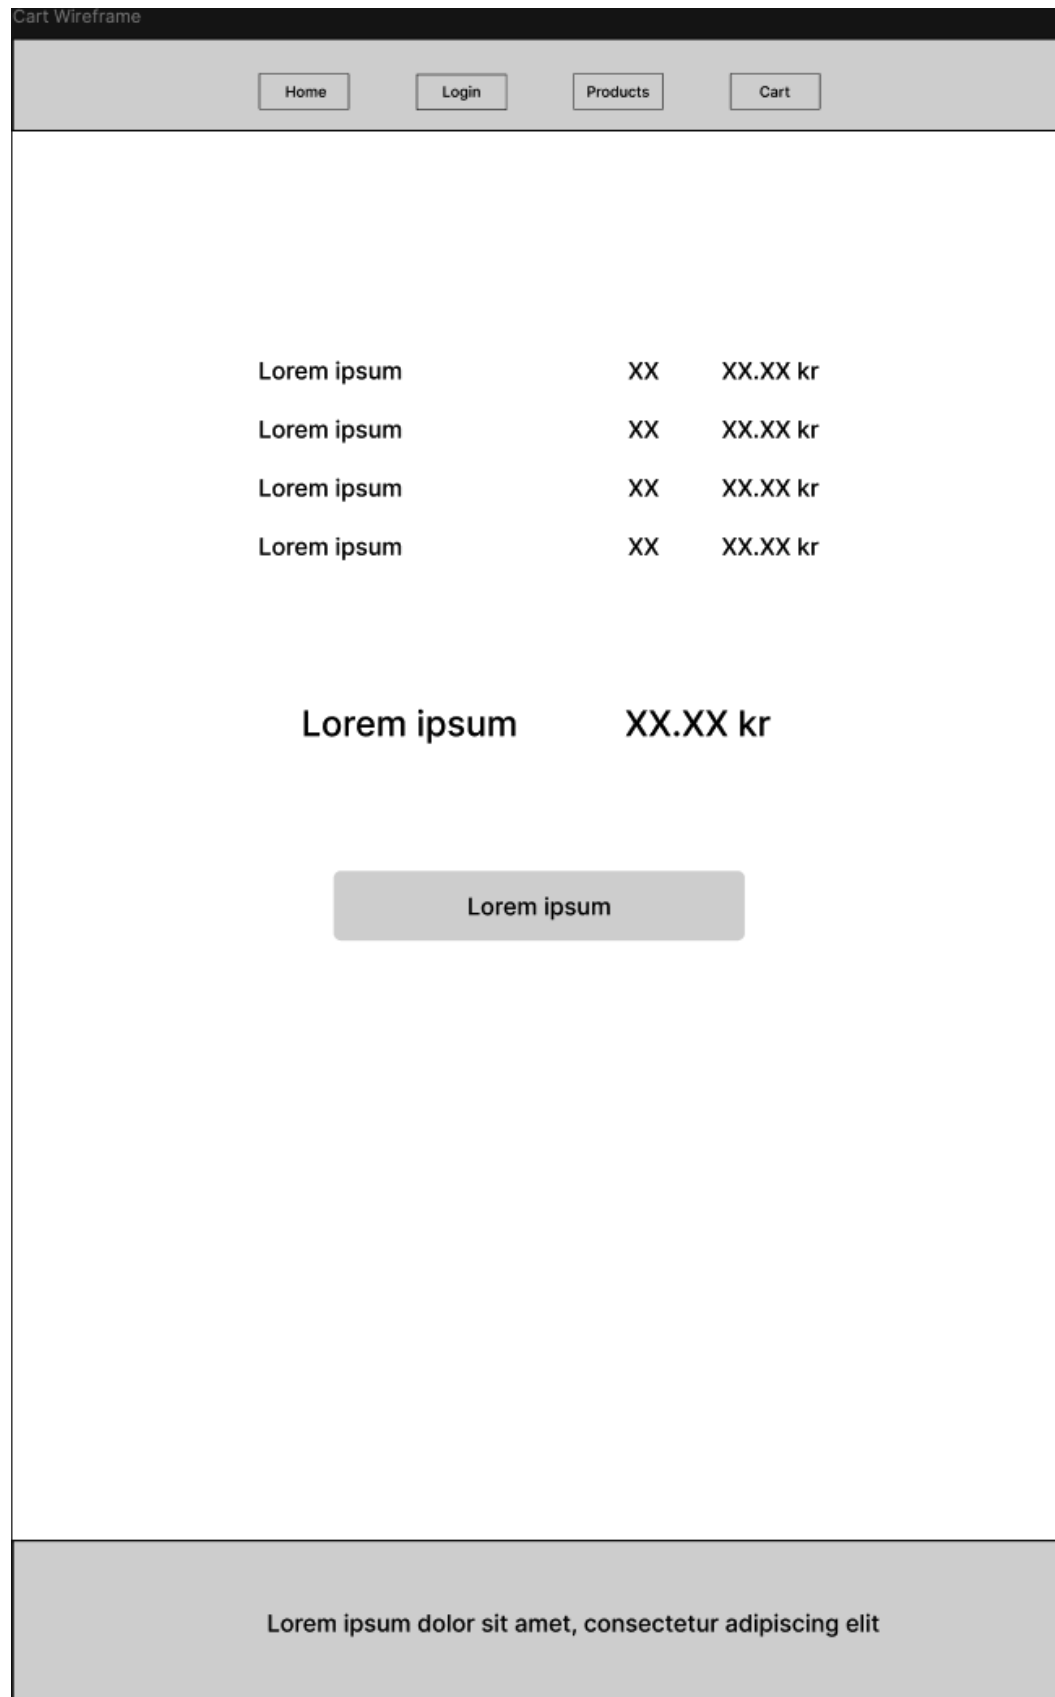 Cart Wireframe
Home Login Products Cart
Lorem ipsum XX XX.XX kr
Lorem ipsum XX XX.XX kr
Lorem ipsum XX XX.XX kr
Lorem ipsum XX XX.XX kr
Lorem ipsum XX.XX kr
Lorem ipsum
Lorem ipsum dolor sit amet, consectetur adipiscing elit